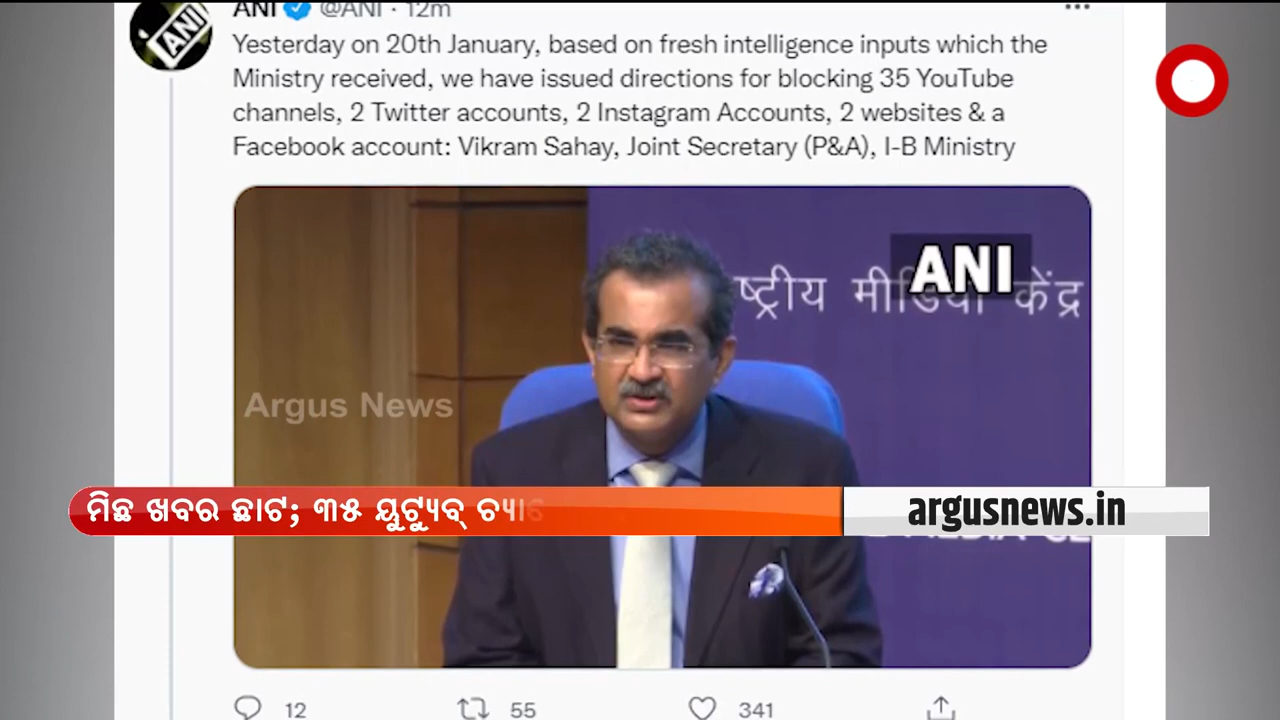 ANI @ANI · 12m
ANI
Yesterday on 20th January, based on fresh intelligence inputs which the
Ministry received, we have issued directions for blocking 35 YouTube
channels, 2 Twitter accounts, 2 Instagram Accounts, 2 websites & a
Facebook account: Vikram Sahay, Joint Secretary (P&A), I-B Ministry
ANI
ष्ट्रीय मीडिया केंद्र
Argus News
ମିଛ ଖବର ଛାଟ; ୩୫ ୟୁଟ୍ୟୁବ୍
argusnews.in
12 55 341